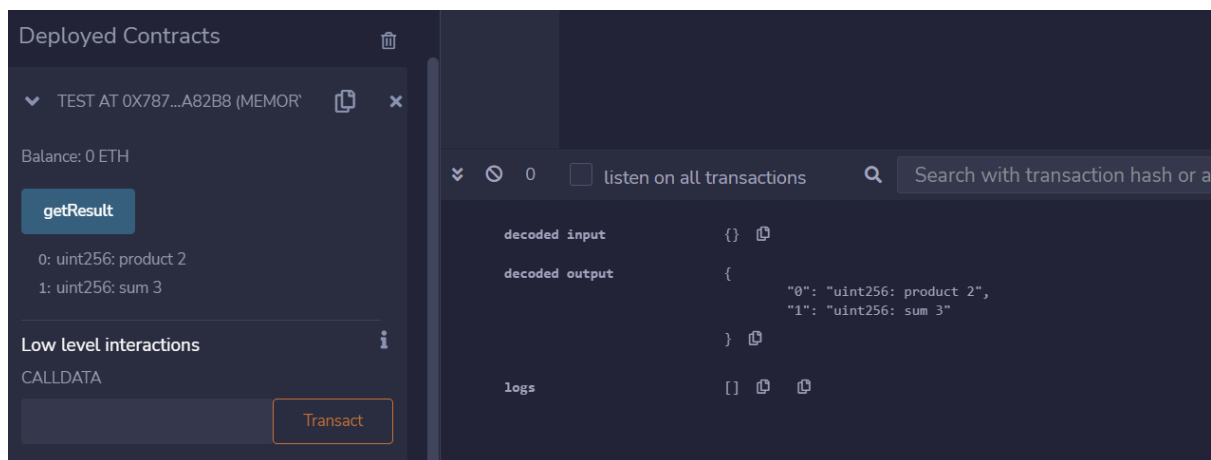 Deployed Contracts
TEST AT 0X787...A82B8 (MEMORY
Balance: 0 ETH
getResult
0: uint256: product 2
1: uint256: sum 3
Low level interactions
i
CALLDATA
Transact
0
listen on all transactions
Search with transaction hash or a
decoded input {}
decoded output {
"0": "uint256: product 2",
"1": "uint256: sum 3"
}
logs []